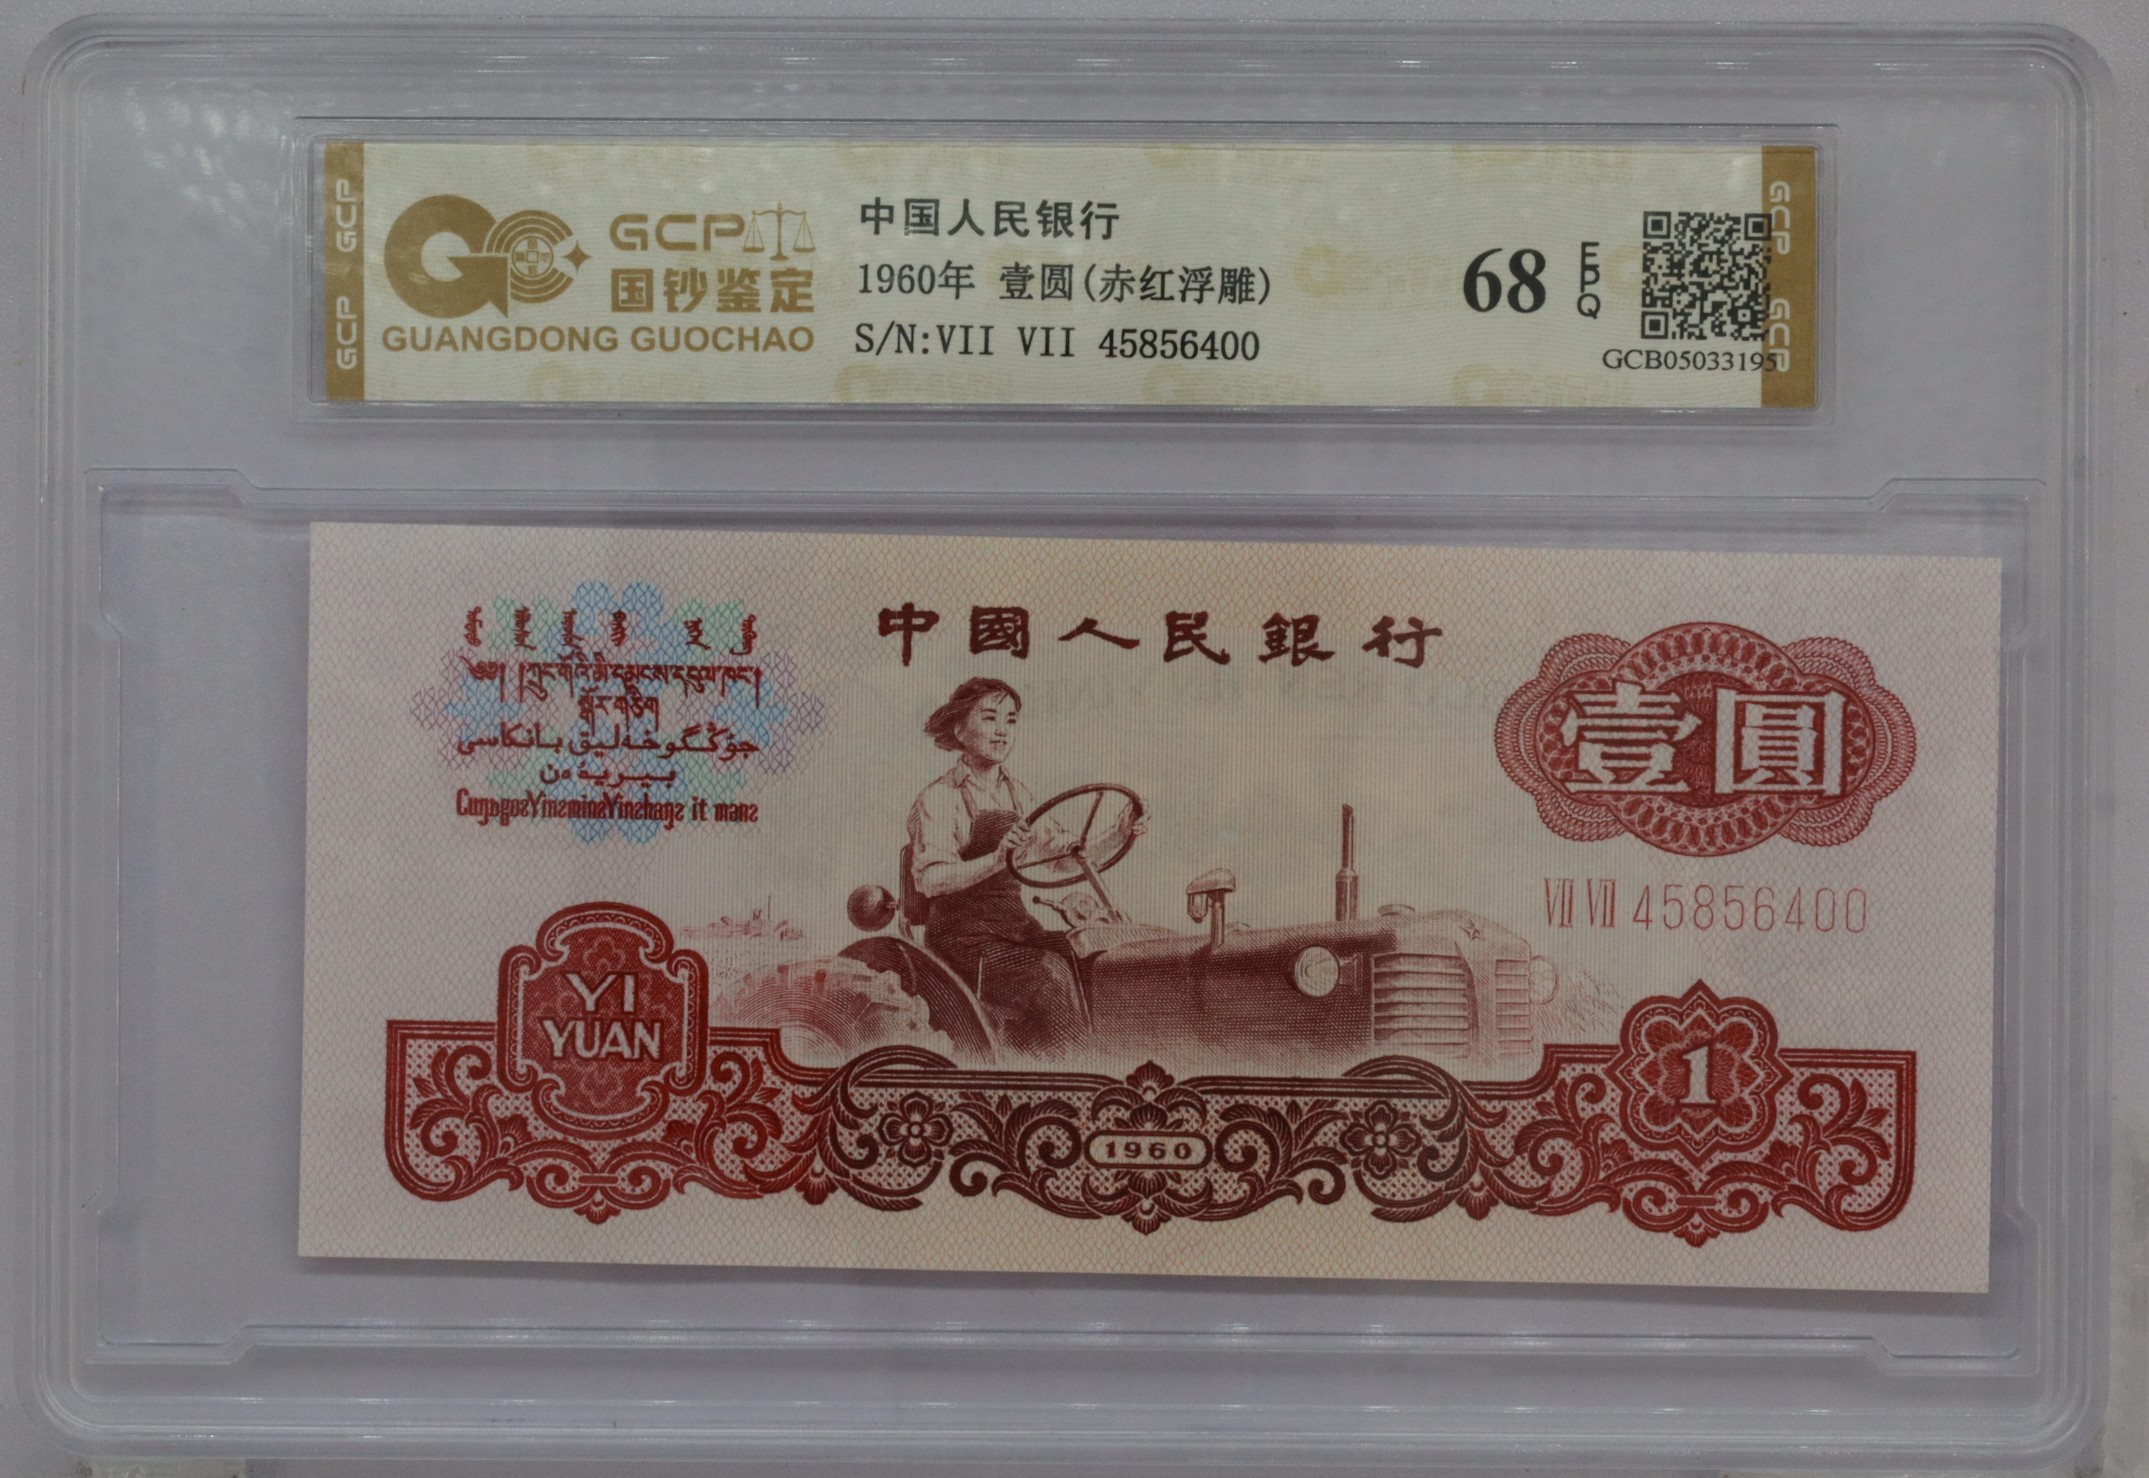 GCP GCP
GCP
国钞鉴定
GUANGDONG GUOCHAO
中国人民银行
1960年 壹圆(赤红浮雕)
S/N:VII VII 45856400
68 EPQ
GCB05033195
GCP GCP
中國人民銀行
壹圓
VII VII 45856400
YI
YUAN
1
1960